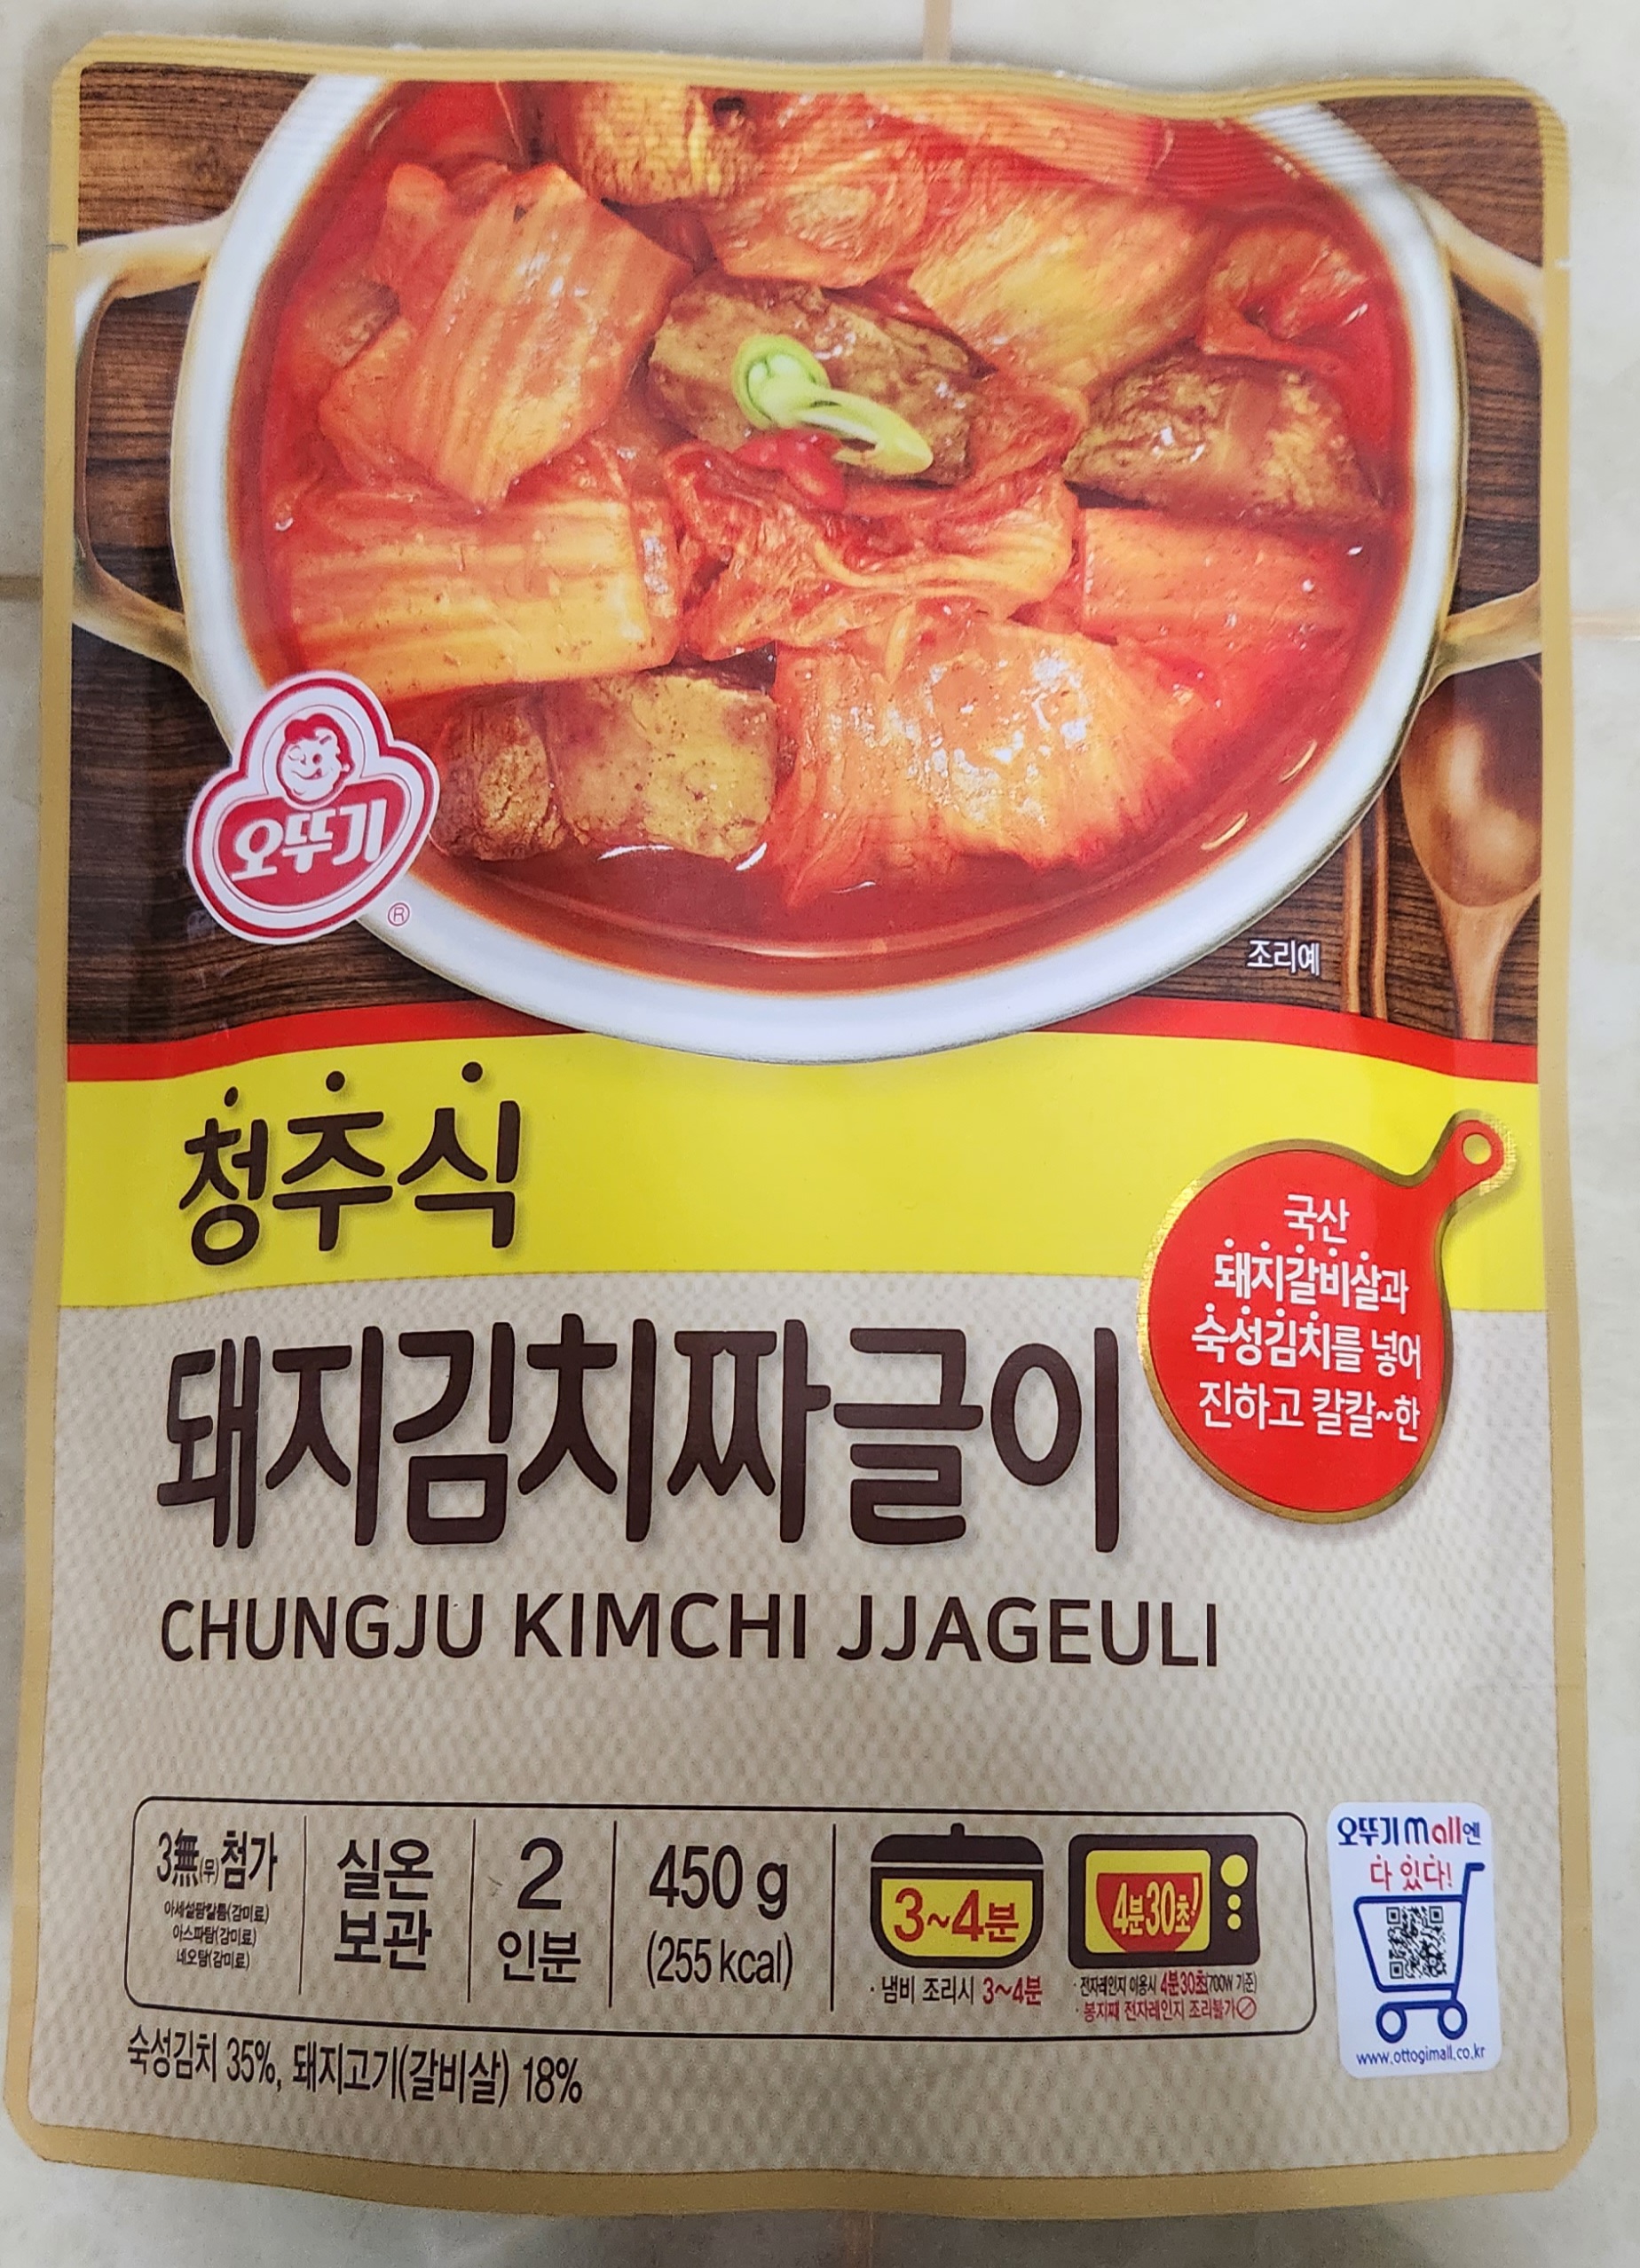 오뚜기
®
조리예
청주식
돼지김치짜글이
CHUNGJU KIMCHI JJAGEULI
국산
돼지갈비살과
숙성김치를 넣어
진하고 칼칼~한
3無(무)첨가
아세설팜칼륨(감미료)
아스파탐(감미료)
네오탐(감미료)
실온
보관
2
인분
450 g
(255 kcal)
3~4분
· 냄비 조리시 3~4분
4분30초!
· 전자레인지 이용시 4분30초(700W 기준)
· 봉지째 전자레인지 조리불가
오뚜기mall엔
다 있다!
www.ottogimall.co.kr
숙성김치 35%, 돼지고기(갈비살) 18%